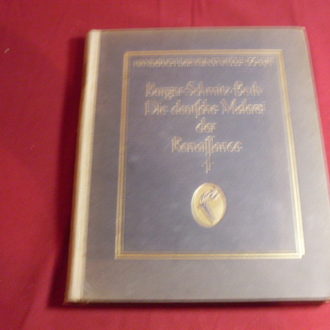 Burger-Schmitz-Beth
Die deutsche Malerei
der
Renaissance